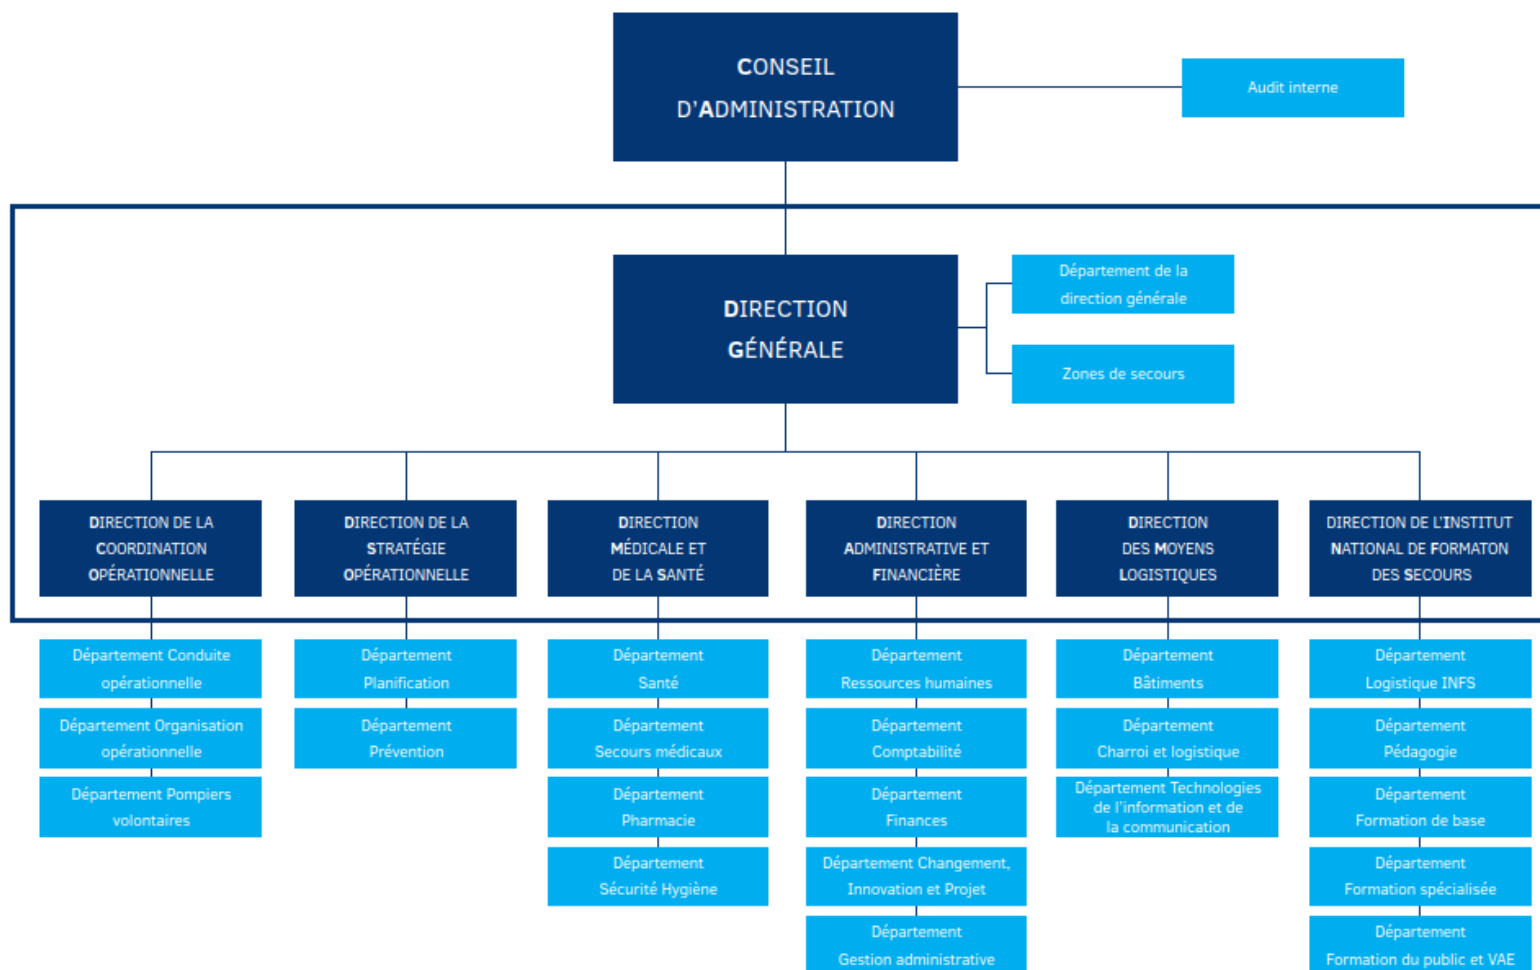 CONSEIL
D'ADMINISTRATION
Audit interne
DIRECTION
GÉNÉRALE
Département de la
direction générale
Zones de secours
DIRECTION DE LA
COORDINATION
OPÉRATIONNELLE
DIRECTION DE LA
STRATÉGIE
OPÉRATIONNELLE
DIRECTION
MÉDICALE ET
DE LA SANTÉ
DIRECTION
ADMINISTRATIVE ET
FINANCIÈRE
DIRECTION
DES MOYENS
LOGISTIQUES
DIRECTION DE L'INSTITUT
NATIONAL DE FORMATON
DES SECOURS
Département Conduite
opérationnelle
Département Organisation
opérationnelle
Département Pompiers
volontaires
Département
Planification
Département
Prévention
Département
Santé
Département
Secours médicaux
Département
Pharmacie
Département
Sécurité Hygiène
Département
Ressources humaines
Département
Comptabilité
Département
Finances
Département Changement,
Innovation et Projet
Département
Gestion administrative
Département
Bâtiments
Département
Charroi et logistique
Département Technologies
de l'information et de
la communication
Département
Logistique INFS
Département
Pédagogie
Département
Formation de base
Département
Formation spécialisée
Département
Formation du public et VAE